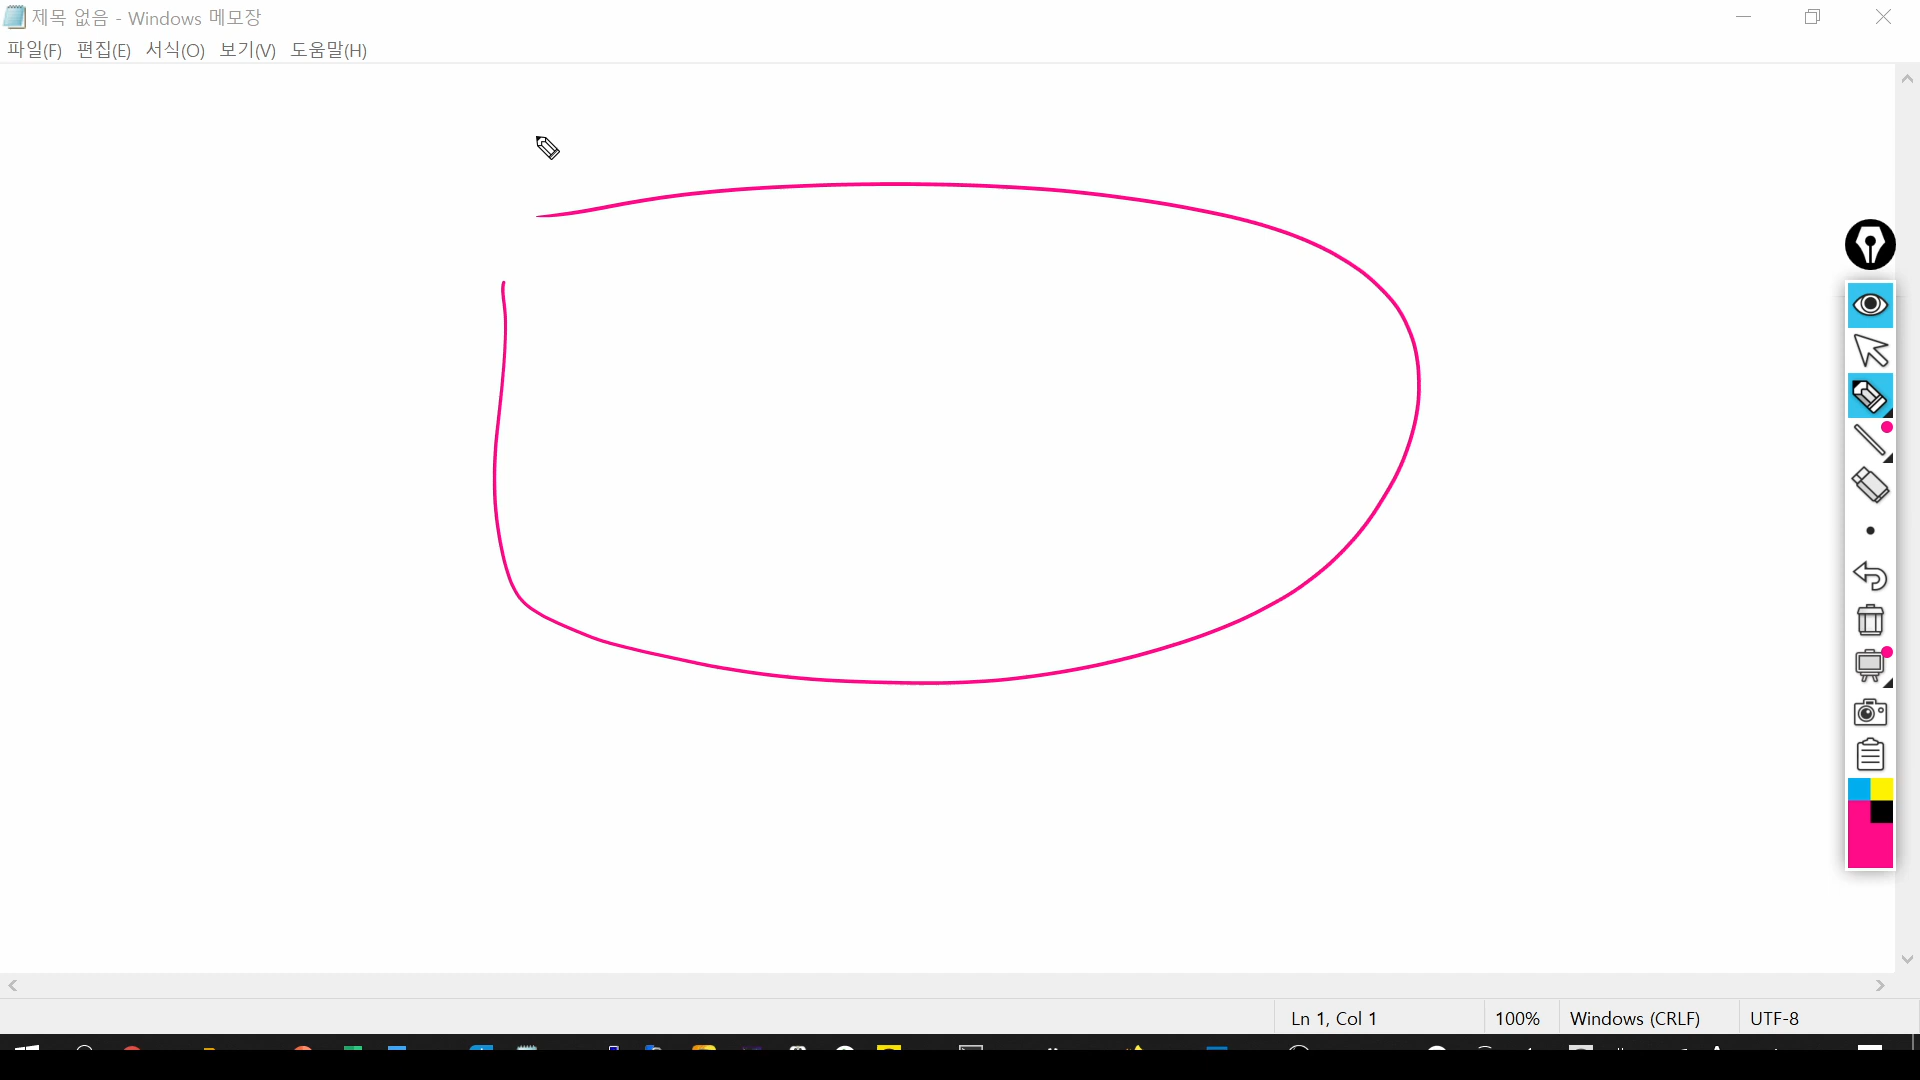 제목 없음 - Windows 메모장
파일(F) 편집(E) 서식(O) 보기(V) 도움말(H)
Ln 1, Col 1 100% Windows (CRLF) UTF-8